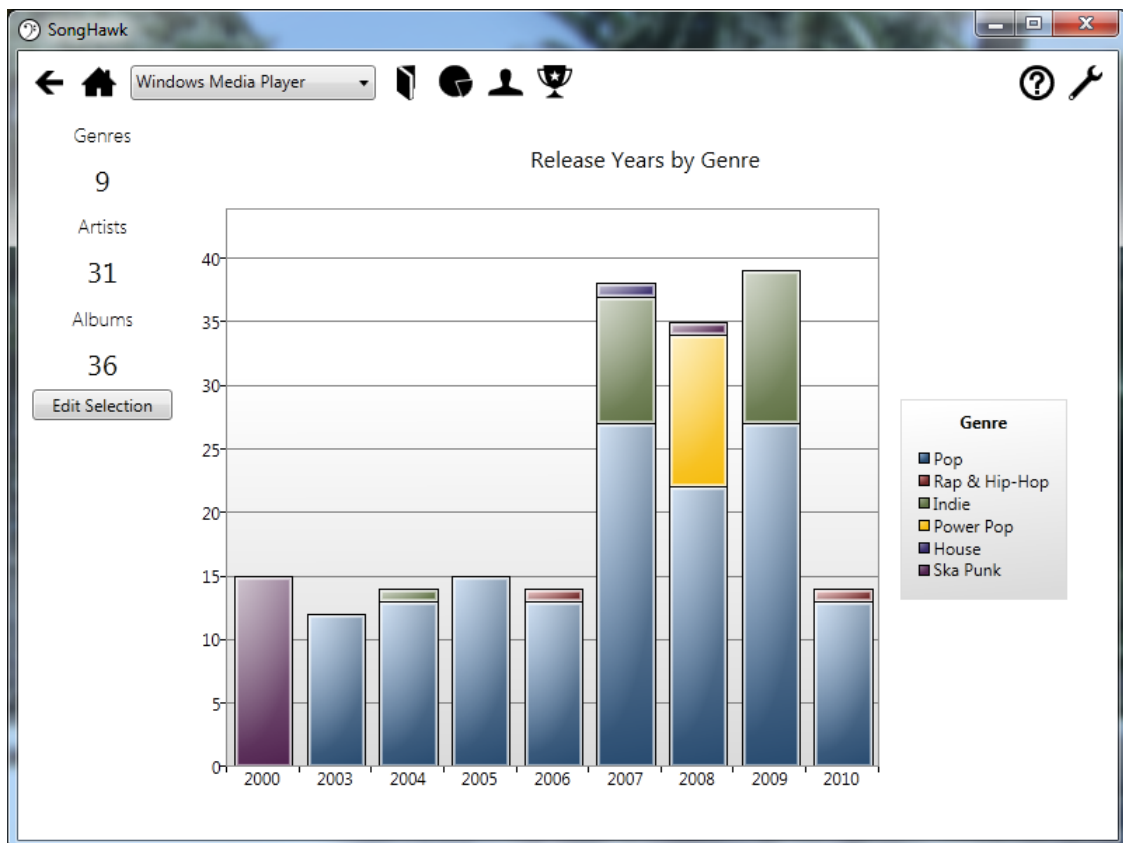 SongHawk
Windows Media Player
Genres
9
Artists
31
Albums
36
Edit Selection
Release Years by Genre
40
35
30
25
20
15
10
5
0
2000 2003 2004 2005 2006 2007 2008 2009 2010
Genre
Pop
Rap & Hip-Hop
Indie
Power Pop
House
Ska Punk